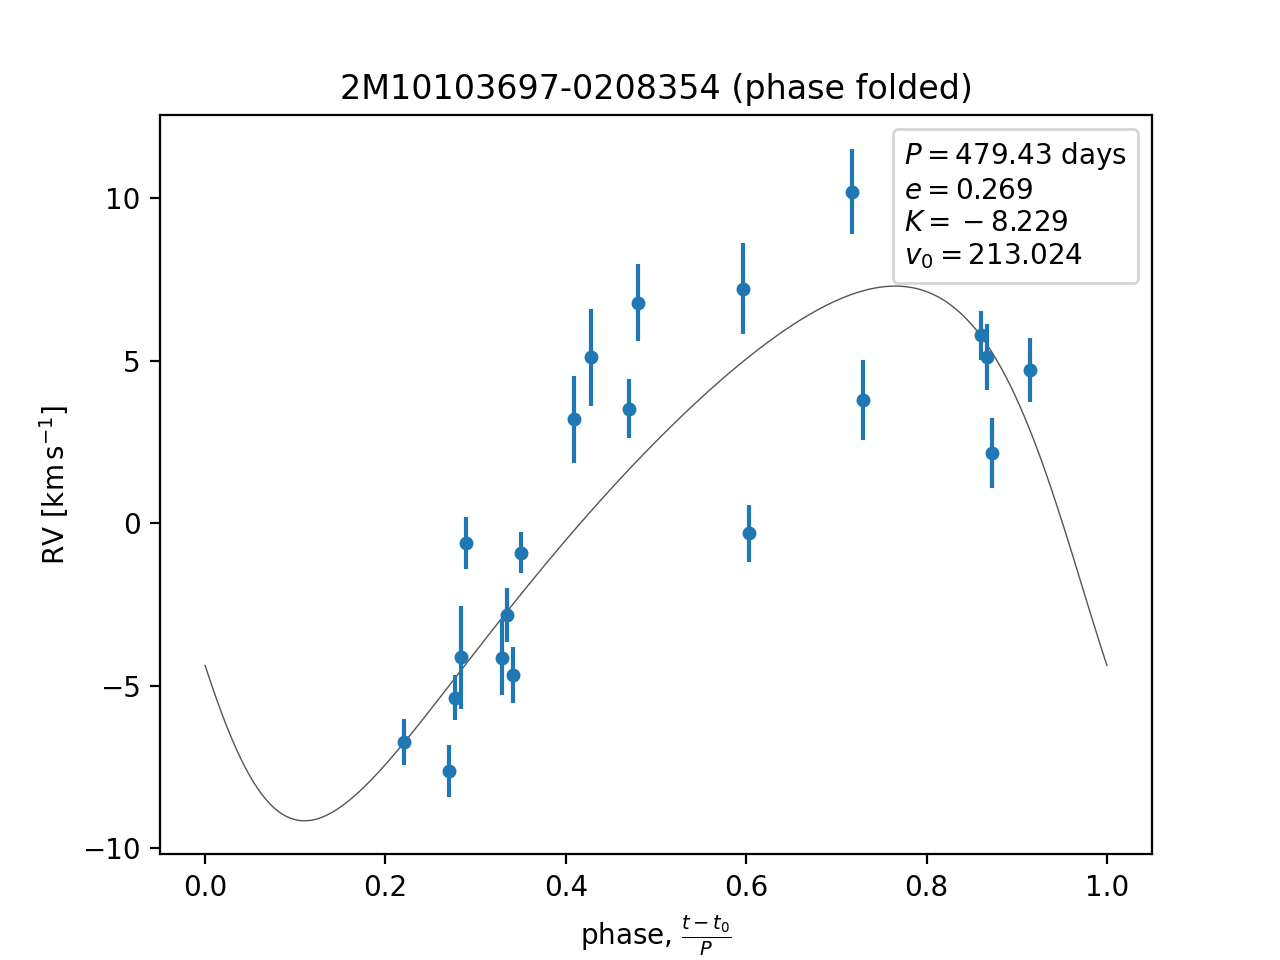 2M10103697-0208354 (phase folded)
P = 479.43 days
e = 0.269
K = −8.229
v₀ = 213.024
RV [km s⁻¹]
10
5
0
−5
−10
0.0 0.2 0.4 0.6 0.8 1.0
phase, (t − t₀)/P